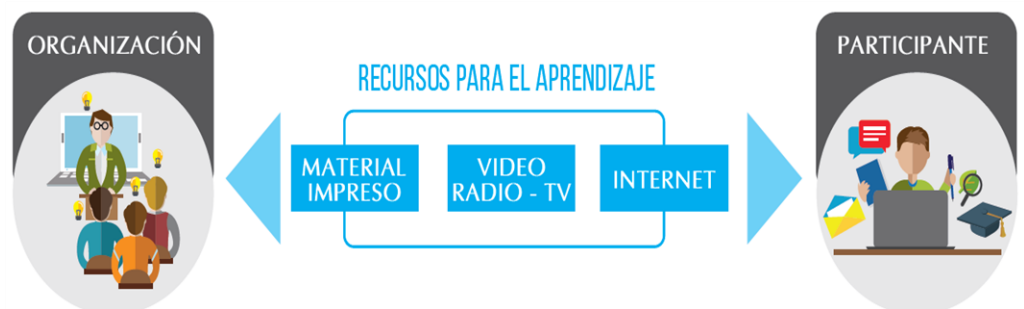 ORGANIZACIÓN
RECURSOS PARA EL APRENDIZAJE
MATERIAL
IMPRESO
VIDEO
RADIO - TV
INTERNET
PARTICIPANTE